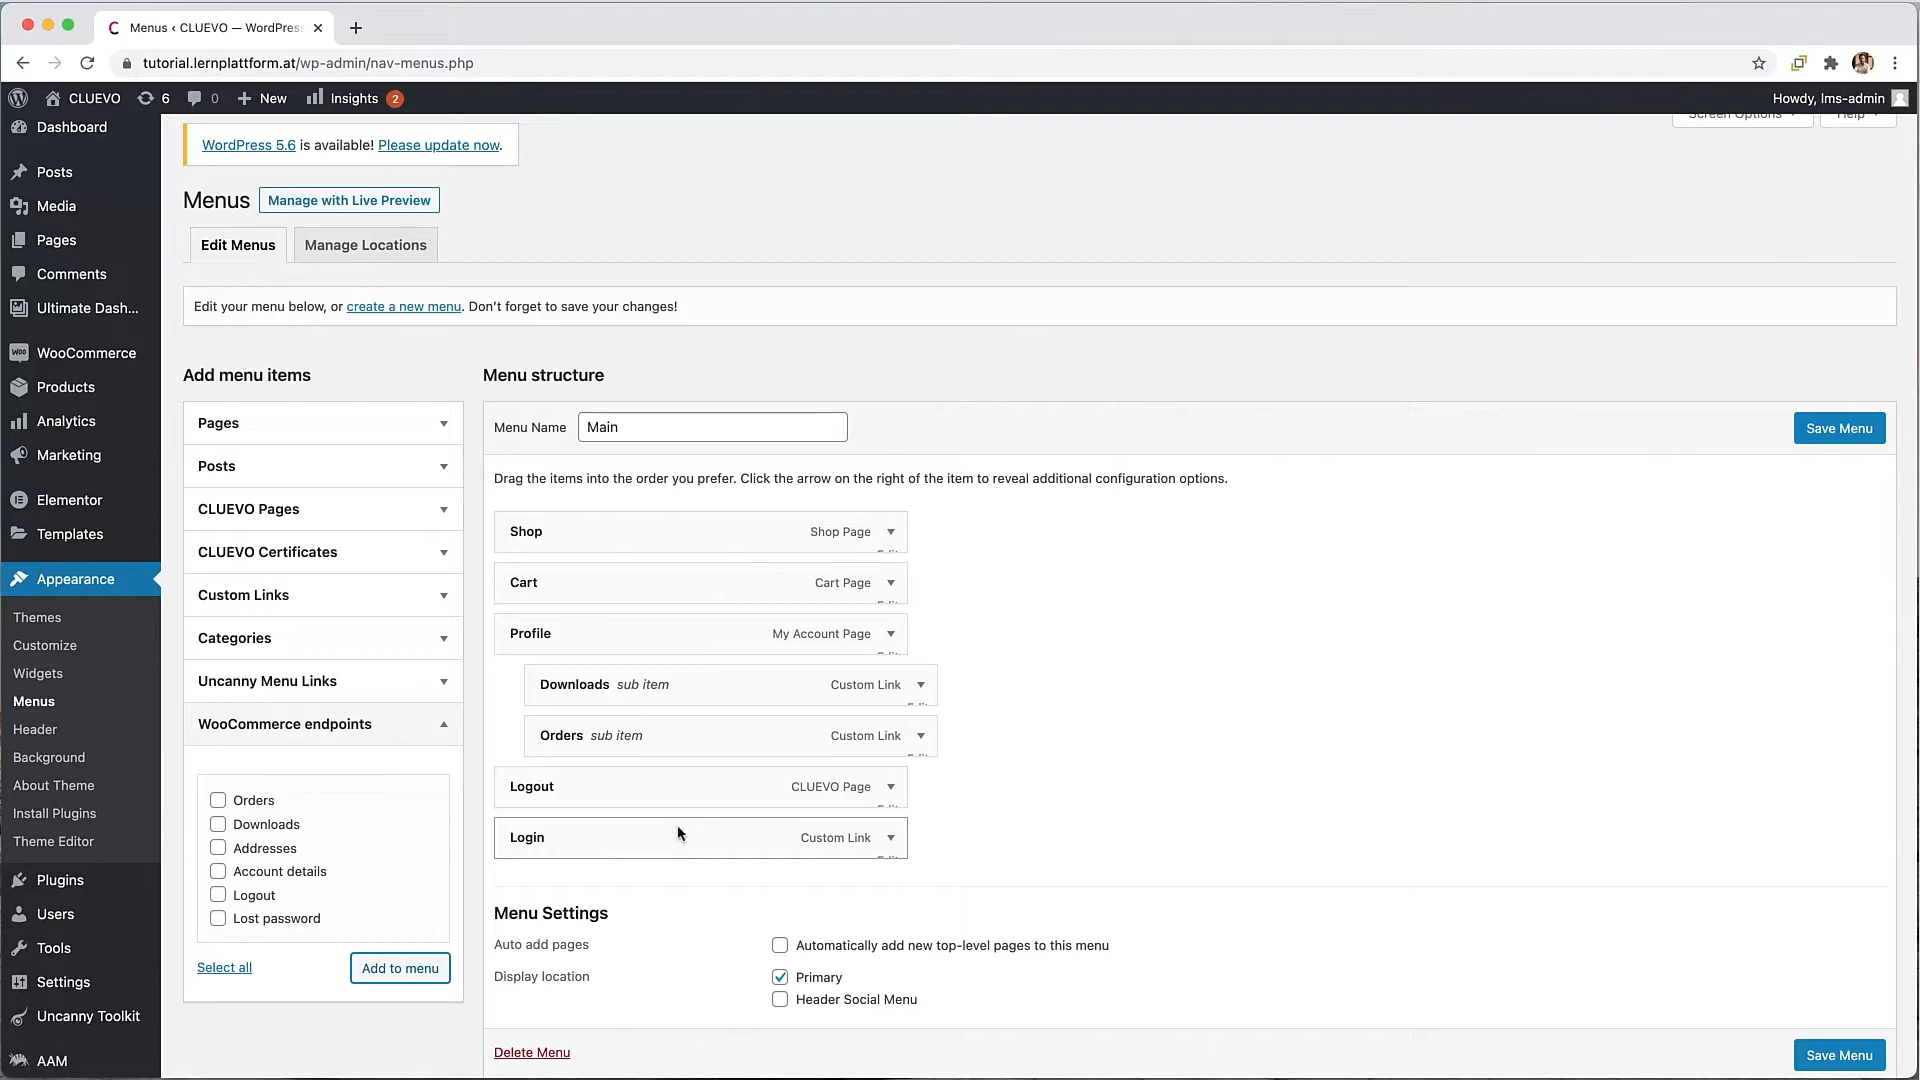 Menus ‹ CLUEVO — WordPress
tutorial.lernplattform.at/wp-admin/nav-menus.php
CLUEVO 6 0 New Insights 2 Howdy, lms-admin
Screen Options Help
Dashboard
Posts
Media
Pages
Comments
Ultimate Dash...
WooCommerce
Products
Analytics
Marketing
Elementor
Templates
Appearance
Themes
Customize
Widgets
Menus
Header
Background
About Theme
Install Plugins
Theme Editor
Plugins
Users
Tools
Settings
Uncanny Toolkit
AAM
WordPress 5.6 is available! Please update now.
Menus Manage with Live Preview
Edit Menus Manage Locations
Edit your menu below, or create a new menu. Don’t forget to save your changes!
Add menu items
Pages
Posts
CLUEVO Pages
CLUEVO Certificates
Custom Links
Categories
Uncanny Menu Links
WooCommerce endpoints
Orders
Downloads
Addresses
Account details
Logout
Lost password
Select all Add to menu
Menu structure
Menu Name Main Save Menu
Drag the items into the order you prefer. Click the arrow on the right of the item to reveal additional configuration options.
Shop Shop Page
Edit
Cart Cart Page
Edit
Profile My Account Page
Edit
Downloads sub item Custom Link
Edit
Orders sub item Custom Link
Edit
Logout CLUEVO Page
Edit
Login Custom Link
Edit
Menu Settings
Auto add pages Automatically add new top-level pages to this menu
Display location Primary
Header Social Menu
Delete Menu Save Menu